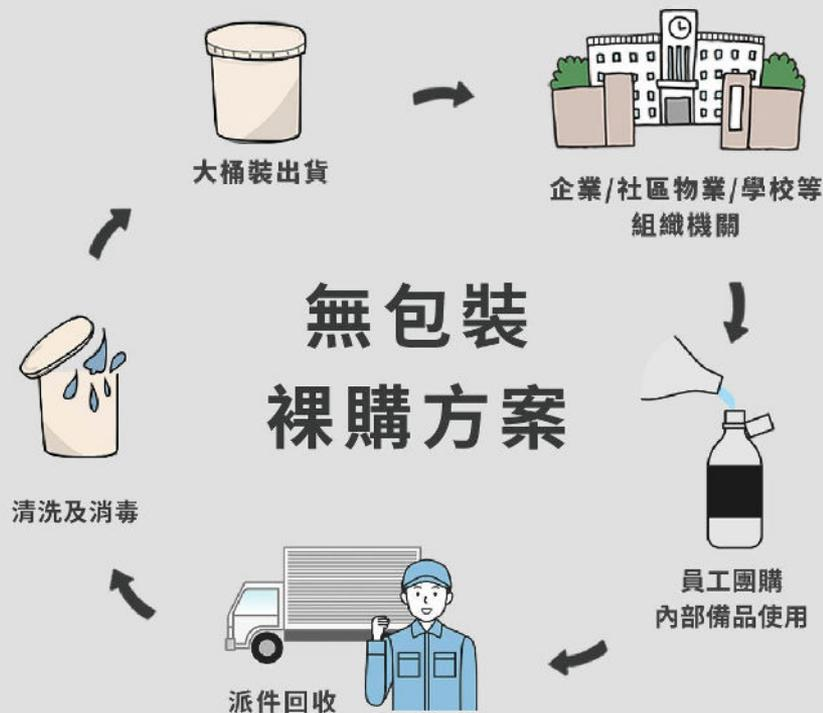 無包裝
裸購方案
大桶裝出貨
企業/社區物業/學校等
組織機關
員工團購
內部備品使用
派件回收
清洗及消毒